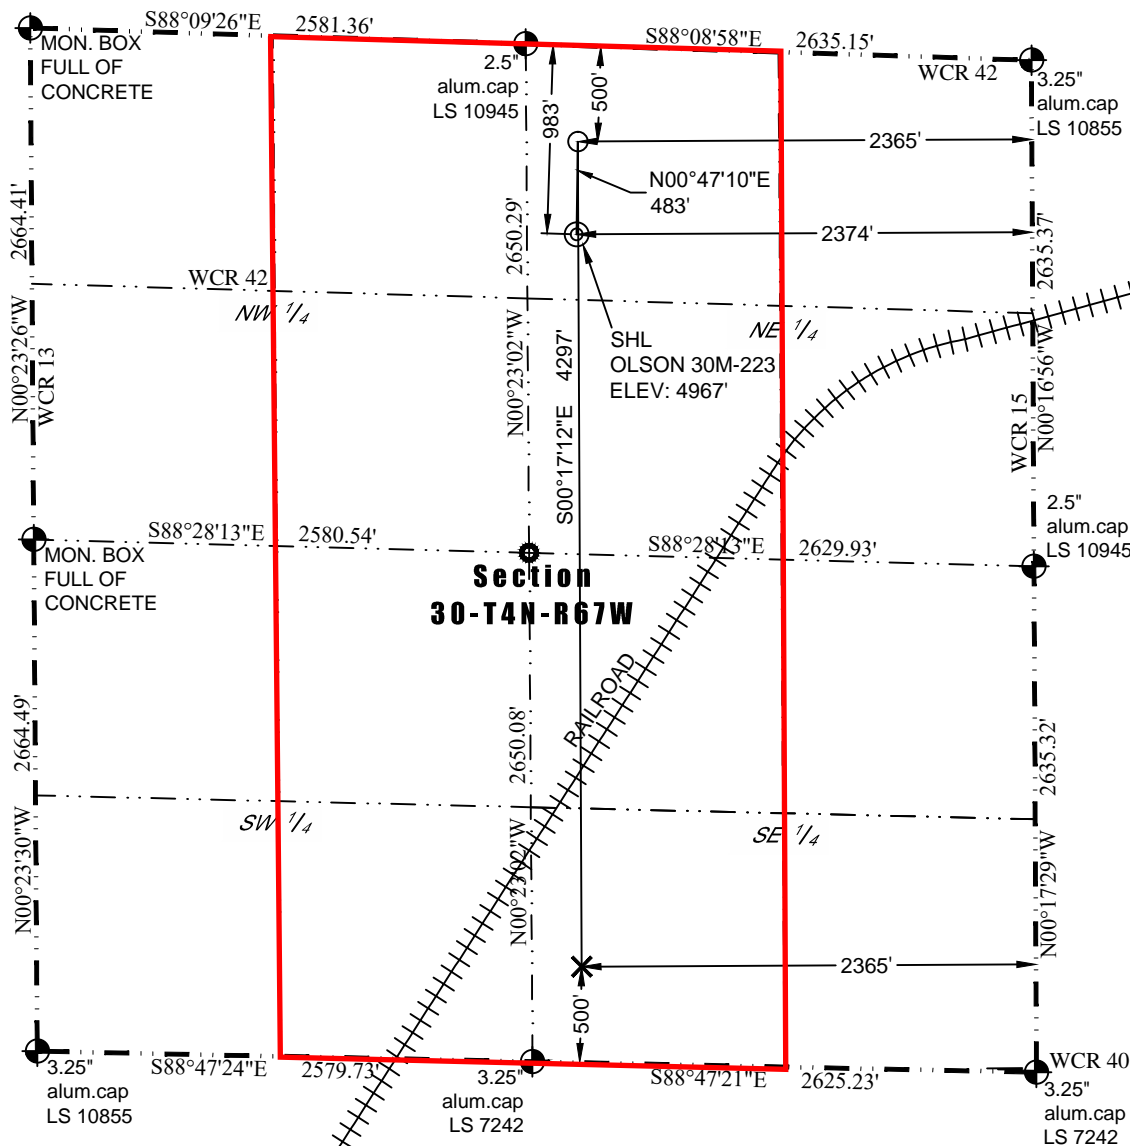 S88°09'26"E
2581.36'
S88°08'58"E
2635.15'
MON. BOX
FULL OF
CONCRETE
2.5"
alum.cap
LS 10945
WCR 42
3.25"
alum.cap
LS 10855
500'
983'
2365'
N00°47'10"E
483'
2374'
2664.41'
2650.29'
2635.37'
WCR 42
NW 1/4
NE 1/4
SHL
OLSON 30M-223
ELEV: 4967'
N00°23'26"W
WCR 13
N00°23'02"W
S00°17'12"E 4297'
N00°16'56"W
WCR 15
2.5"
alum.cap
LS 10945
S88°28'13"E
2580.54'
S88°28'13"E
2629.93'
MON. BOX
FULL OF
CONCRETE
Section
30-T4N-R67W
RAILROAD
2664.49'
2650.08'
2635.32'
SW 1/4
SE 1/4
N00°23'30"W
N00°23'02"W
N00°17'29"W
2365'
500'
S88°47'24"E
2579.73'
S88°47'21"E
2625.23'
WCR 40
3.25"
alum.cap
LS 10855
3.25"
alum.cap
LS 7242
3.25"
alum.cap
LS 7242